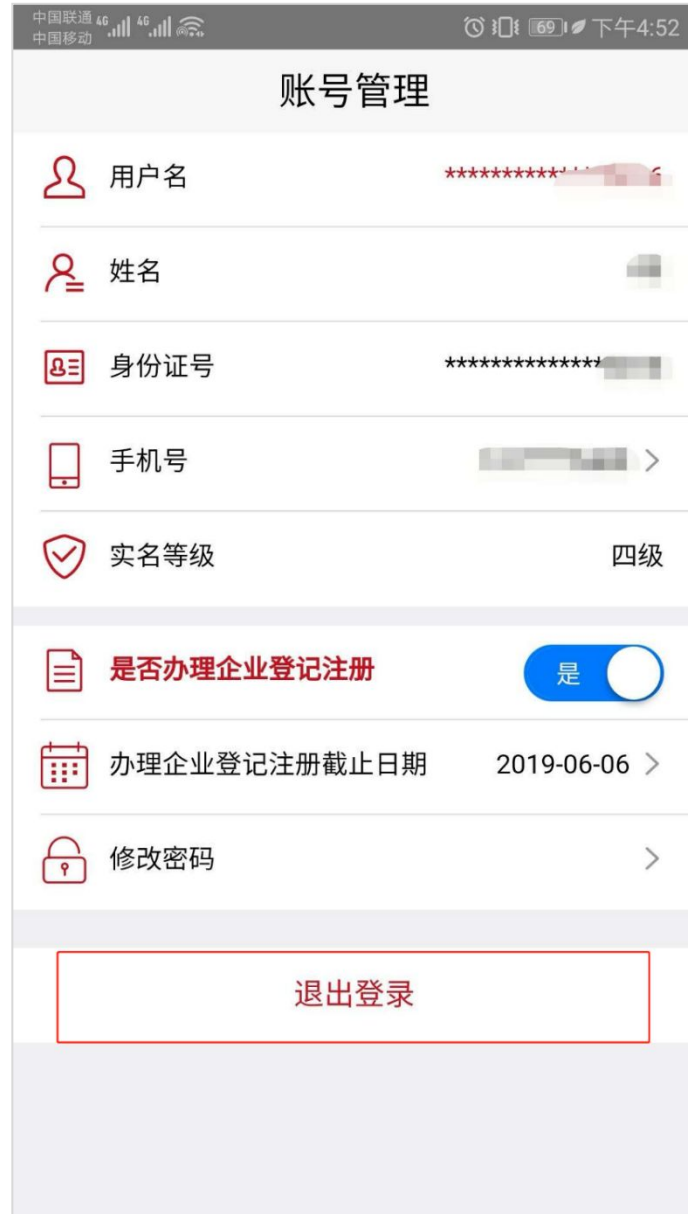 中国联通 4G 4G
中国移动
69 下午4:52
账号管理
用户名 **************
姓名
身份证号 ***************
手机号
实名等级 四级
是否办理企业登记注册 是
办理企业登记注册截止日期 2019-06-06
修改密码
退出登录